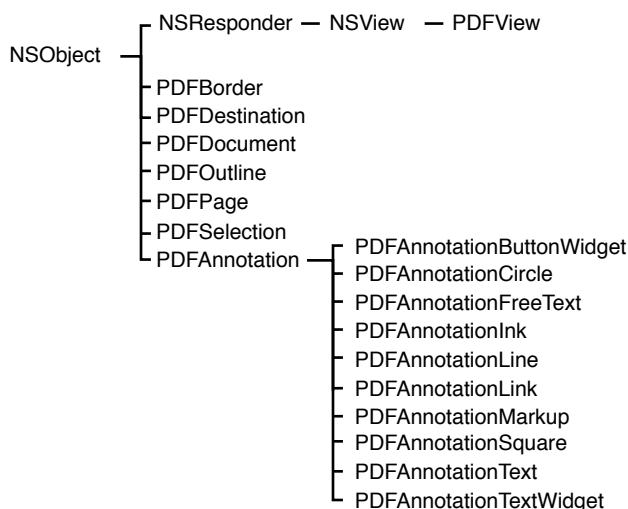 NSResponder — NSView — PDFView
NSObject
PDFBorder
PDFDestination
PDFDocument
PDFOutline
PDFPage
PDFSelection
PDFAnnotation
PDFAnnotationButtonWidget
PDFAnnotationCircle
PDFAnnotationFreeText
PDFAnnotationInk
PDFAnnotationLine
PDFAnnotationLink
PDFAnnotationMarkup
PDFAnnotationSquare
PDFAnnotationText
PDFAnnotationTextWidget